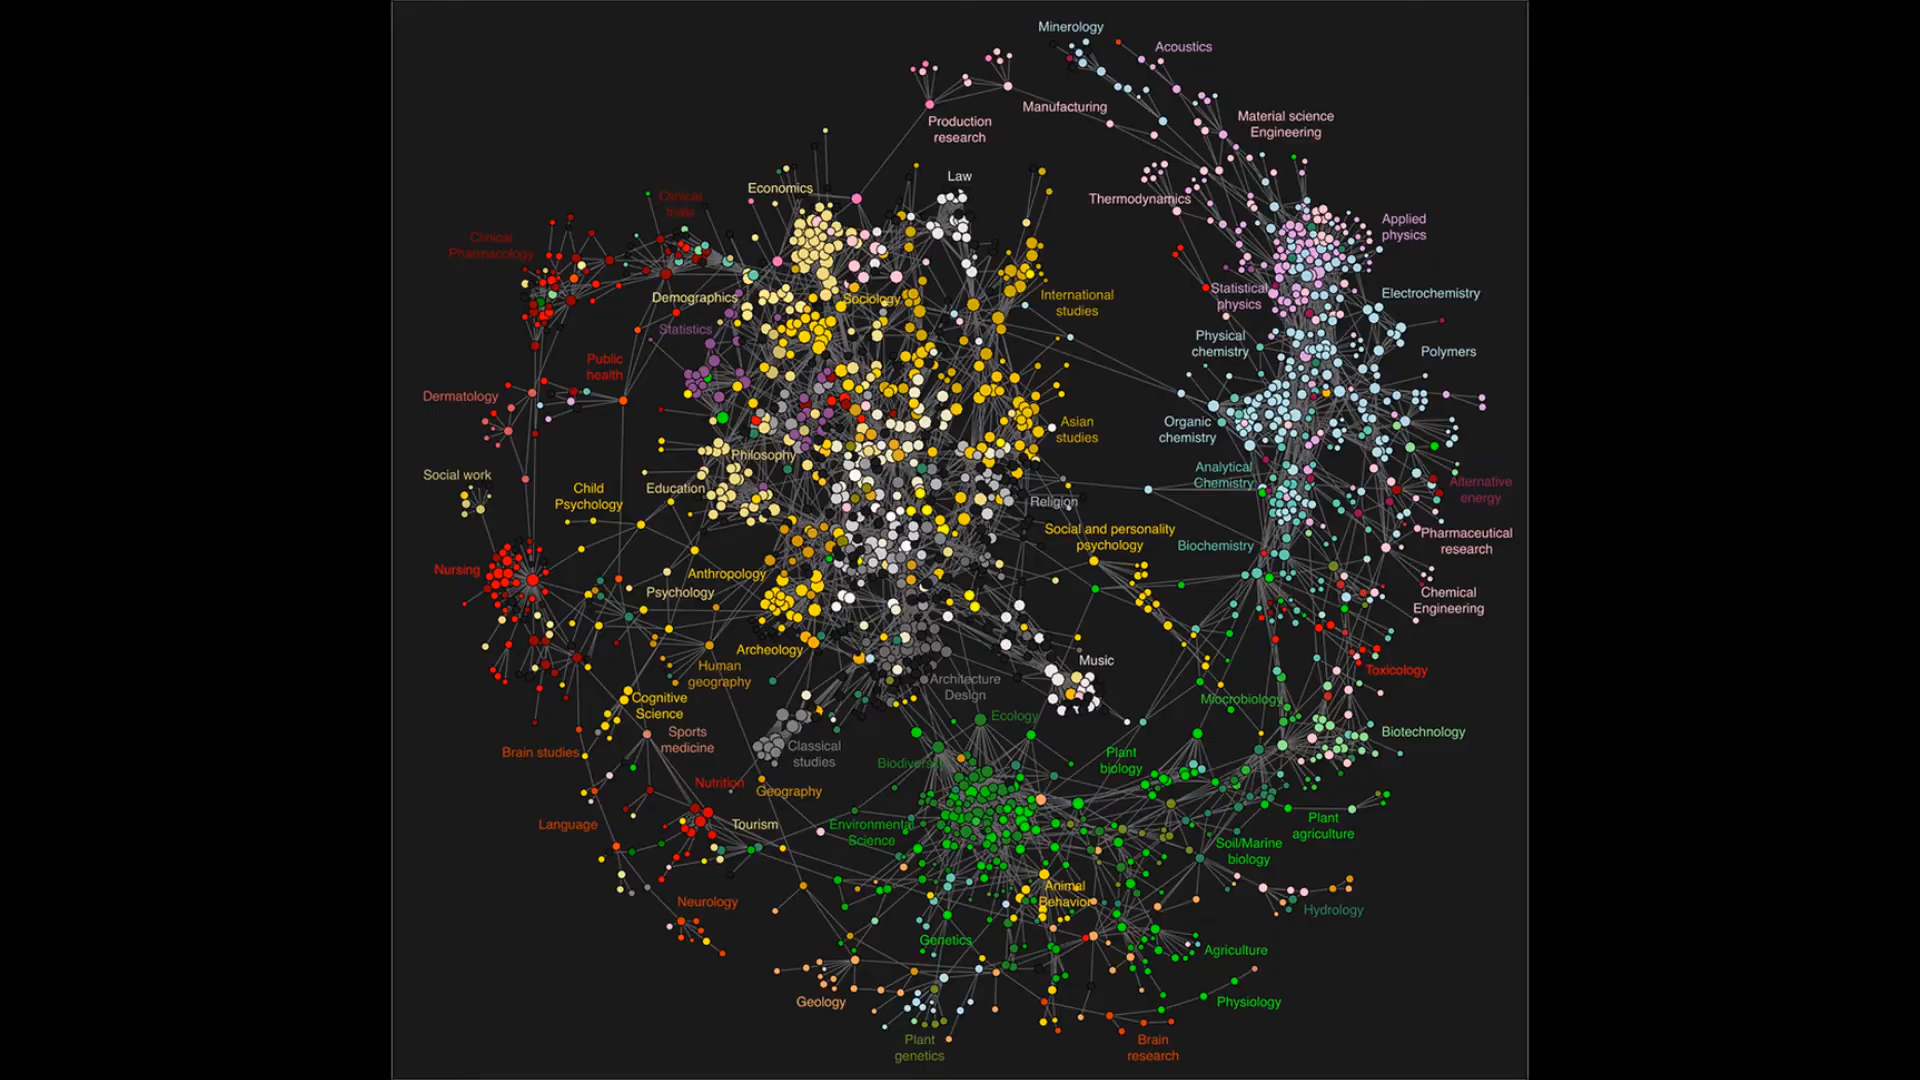 Minerology
Acoustics
Manufacturing
Production
research
Material science
Engineering
Law
Economics
Clinical
trials
Thermodynamics
Applied
physics
Clinical
Pharmacology
Demographics
Sociology
International
studies
Statistical
physics
Electrochemistry
Statistics
Physical
chemistry
Polymers
Public
health
Dermatology
Asian
studies
Organic
chemistry
Philosophy
Social work
Child
Psychology
Education
Religion
Analytical
Chemistry
Alternative
energy
Social and personality
psychology
Biochemistry
Pharmaceutical
research
Nursing
Anthropology
Psychology
Chemical
Engineering
Archeology
Human
geography
Architecture
Design
Music
Toxicology
Cognitive
Science
Miocrobiology
Ecology
Sports
medicine
Brain studies
Classical
studies
Biodiversity
Plant
biology
Biotechnology
Nutrition
Geography
Language
Tourism
Environmental
Science
Plant
agriculture
Soil/Marine
biology
Animal
Behavior
Neurology
Hydrology
Genetics
Agriculture
Geology
Physiology
Plant
genetics
Brain
research